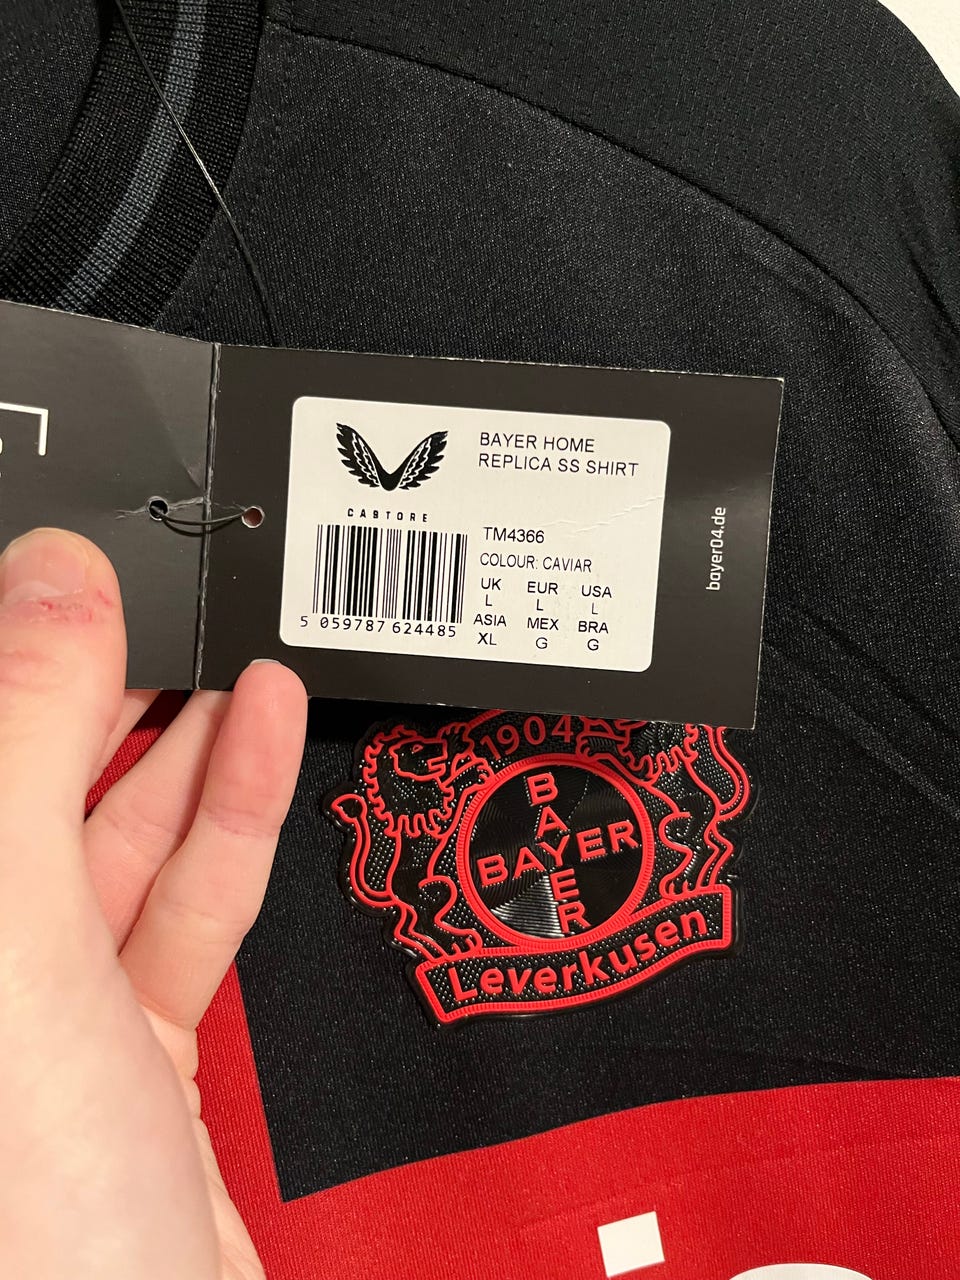 CASTORE
BAYER HOME
REPLICA SS SHIRT
TM4366
COLOUR: CAVIAR
UK EUR USA
L L L
ASIA MEX BRA
XL G G
5 059787 624485
bayer04.de
1904
BAYER
BAYER
Leverkusen